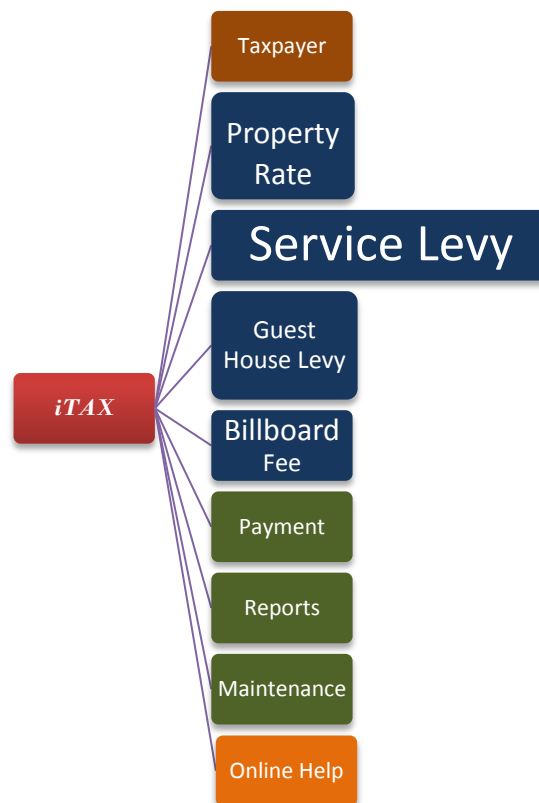 Taxpayer
Property
Rate
Service Levy
Guest
House Levy
iTAX
Billboard
Fee
Payment
Reports
Maintenance
Online Help